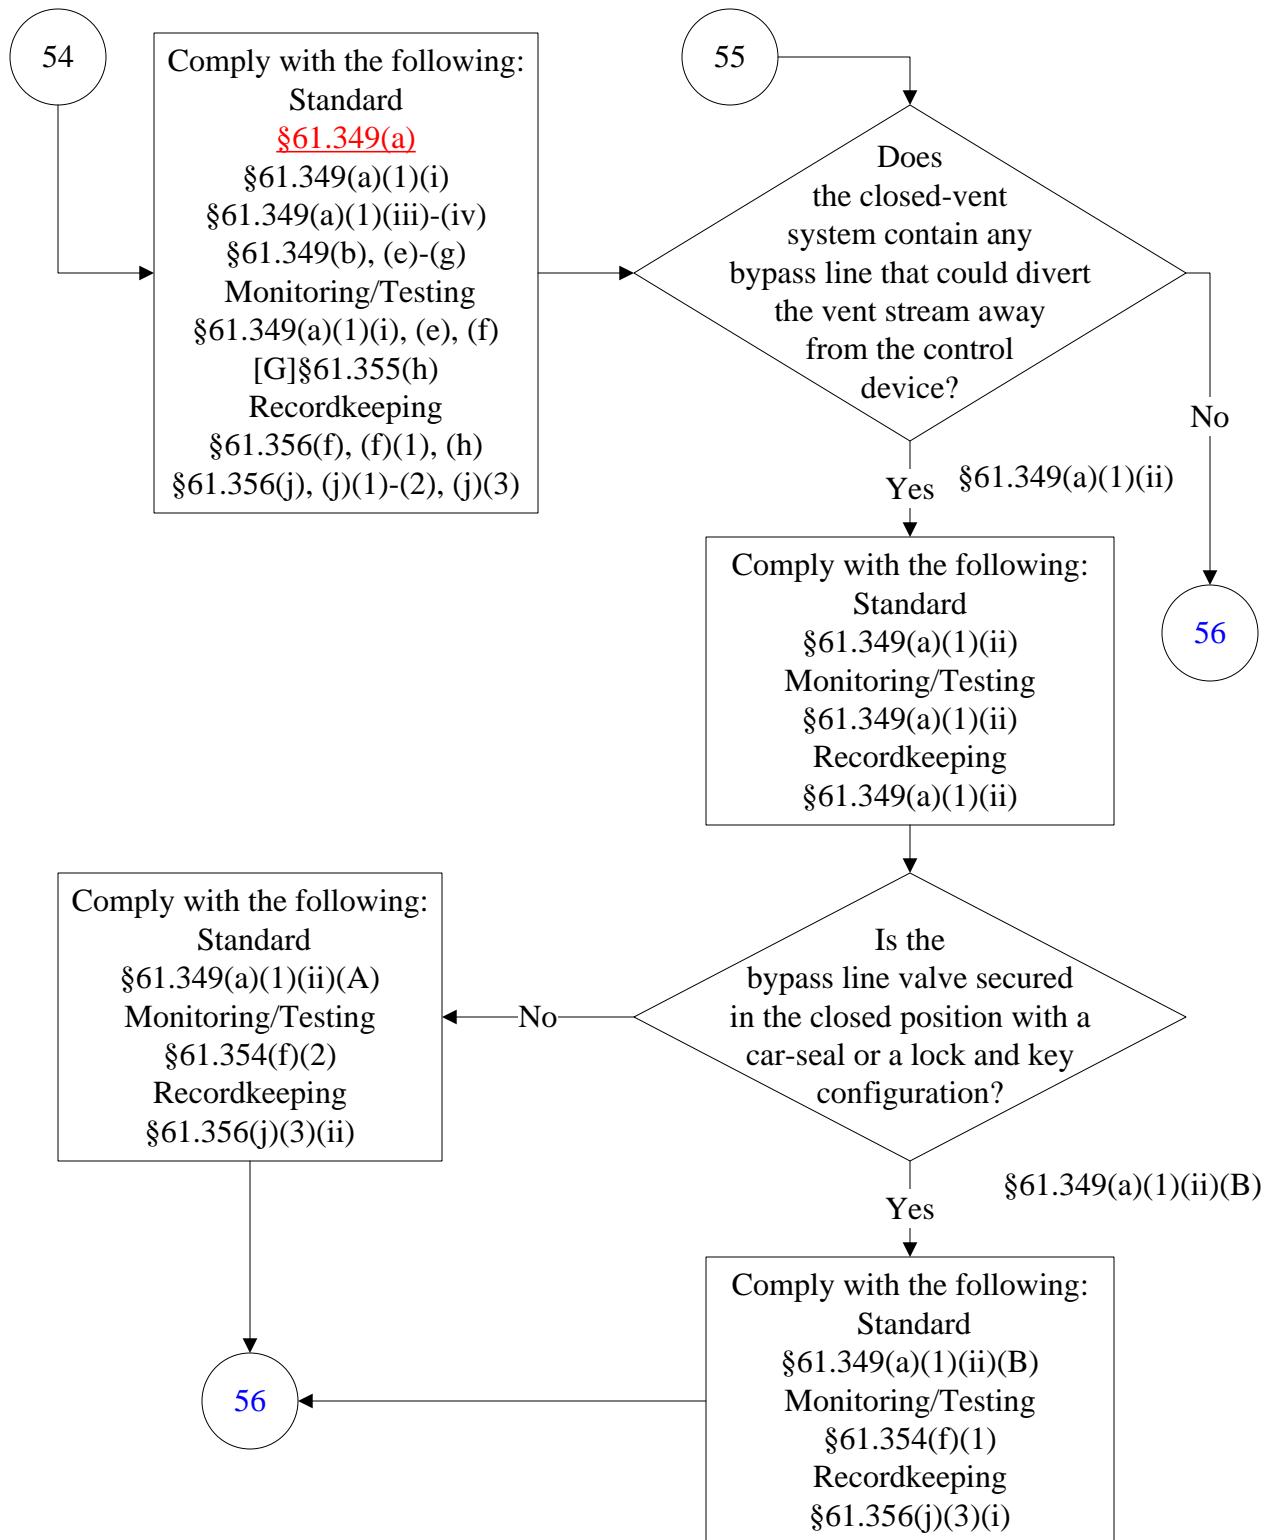 54
Comply with the following:
Standard
§61.349(a)
§61.349(a)(1)(i)
§61.349(a)(1)(iii)-(iv)
§61.349(b), (e)-(g)
Monitoring/Testing
§61.349(a)(1)(i), (e), (f)
[G]§61.355(h)
Recordkeeping
§61.356(f), (f)(1), (h)
§61.356(j), (j)(1)-(2), (j)(3)
55
Does
the closed-vent
system contain any
bypass line that could divert
the vent stream away
from the control
device?
No
56
Yes
§61.349(a)(1)(ii)
Comply with the following:
Standard
§61.349(a)(1)(ii)
Monitoring/Testing
§61.349(a)(1)(ii)
Recordkeeping
§61.349(a)(1)(ii)
Is the
bypass line valve secured
in the closed position with a
car-seal or a lock and key
configuration?
No
Comply with the following:
Standard
§61.349(a)(1)(ii)(A)
Monitoring/Testing
§61.354(f)(2)
Recordkeeping
§61.356(j)(3)(ii)
Yes
§61.349(a)(1)(ii)(B)
Comply with the following:
Standard
§61.349(a)(1)(ii)(B)
Monitoring/Testing
§61.354(f)(1)
Recordkeeping
§61.356(j)(3)(i)
56